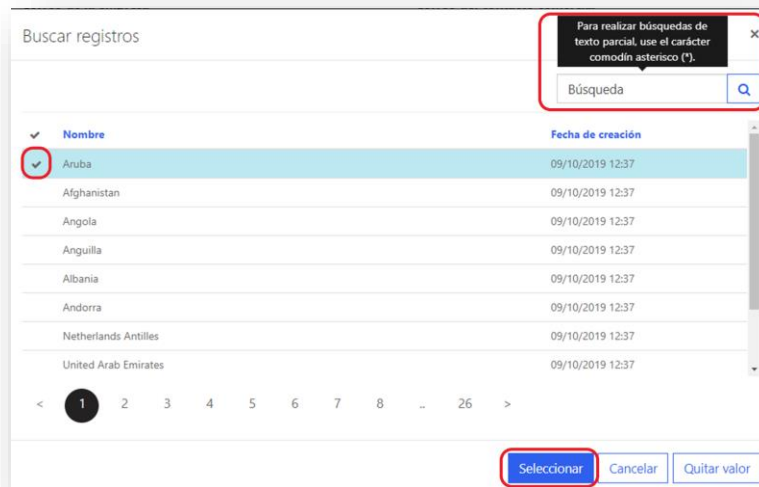 Buscar registros
Para realizar búsquedas de
texto parcial, use el carácter
comodín asterisco (*).
Búsqueda
Nombre Fecha de creación
Aruba 09/10/2019 12:37
Afghanistan 09/10/2019 12:37
Angola 09/10/2019 12:37
Anguilla 09/10/2019 12:37
Albania 09/10/2019 12:37
Andorra 09/10/2019 12:37
Netherlands Antilles 09/10/2019 12:37
United Arab Emirates 09/10/2019 12:37
< 1 2 3 4 5 6 7 8 .. 26 >
Seleccionar Cancelar Quitar valor